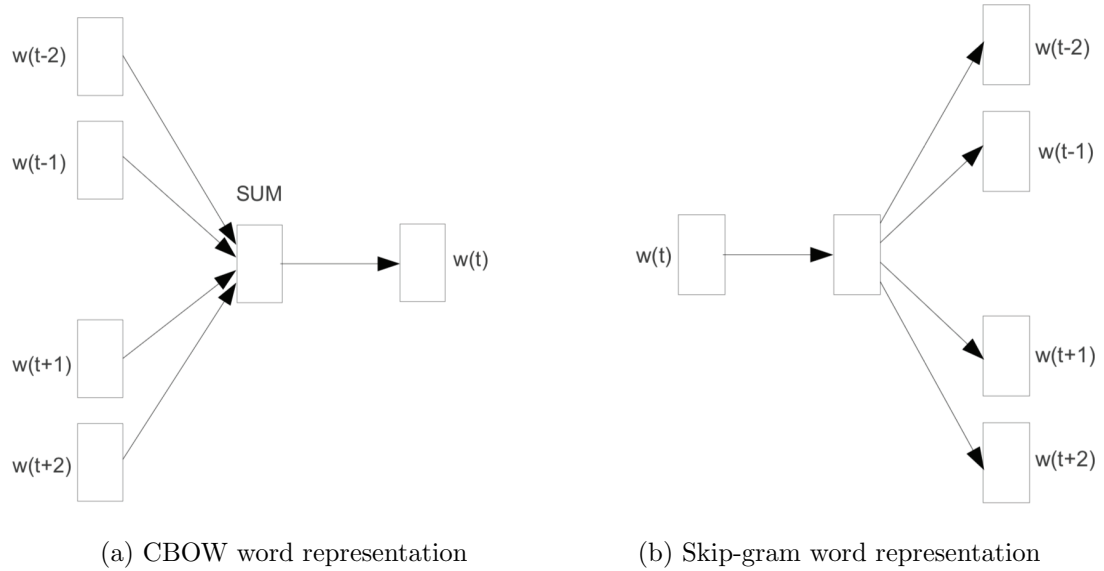 w(t-2)
w(t-1)
SUM
w(t)
w(t+1)
w(t+2)
(a) CBOW word representation
w(t-2)
w(t-1)
w(t)
w(t+1)
w(t+2)
(b) Skip-gram word representation